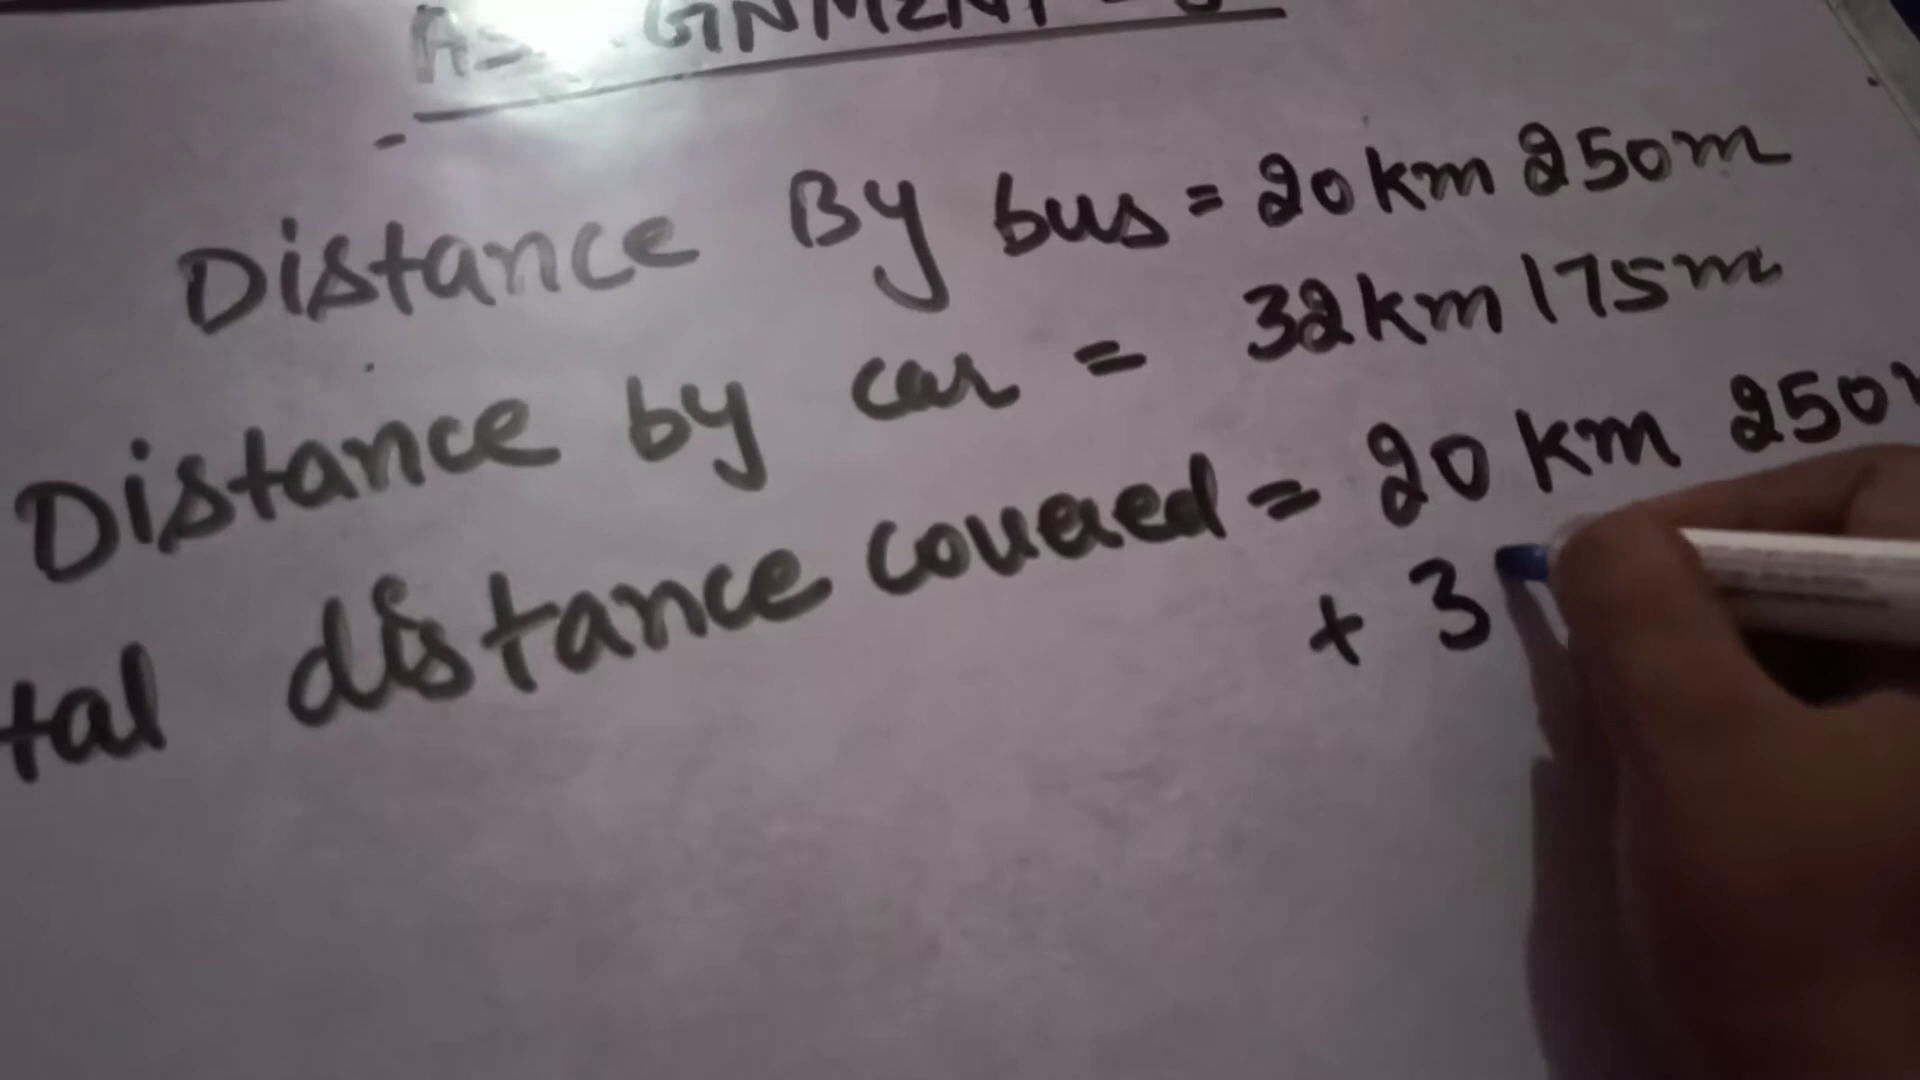 Distance By bus = 20 km 250m
Distance by car = 32 km 175m
tal distance covered = 20 km 250
+ 3